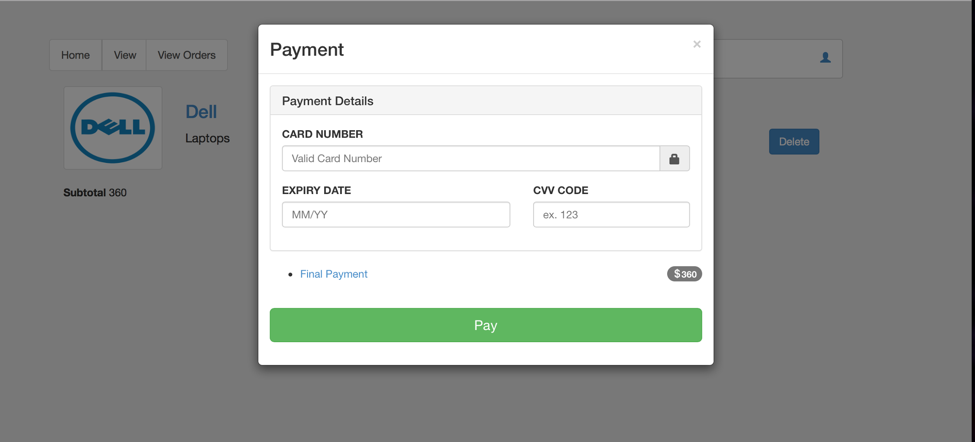 Payment
×
Home
View
View Orders
Payment Details
DELL
Dell
Laptops
CARD NUMBER
Valid Card Number
Delete
EXPIRY DATE
CVV CODE
Subtotal 360
MM/YY
ex. 123
Final Payment
$360
Pay